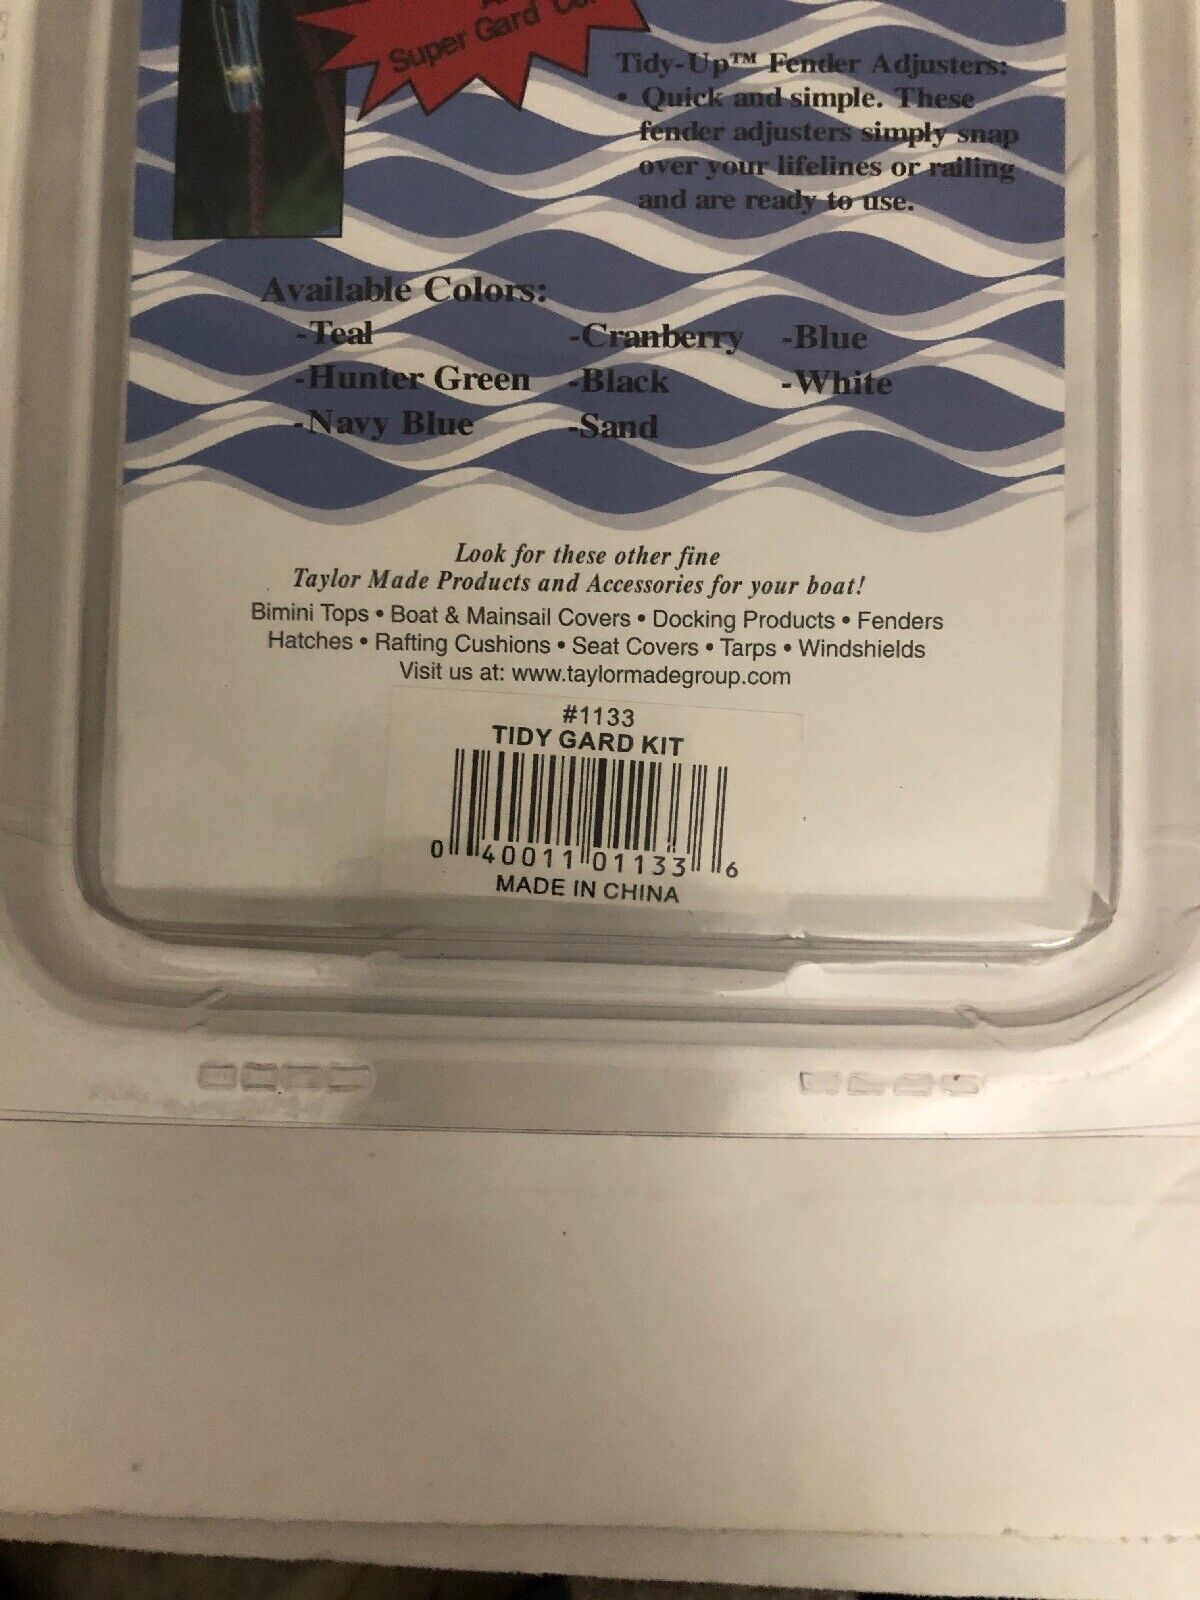 Super Gard
Tidy-Up™ Fender Adjusters:
• Quick and simple. These
fender adjusters simply snap
over your lifelines or railing
and are ready to use.
Available Colors:
-Teal -Cranberry -Blue
-Hunter Green -Black -White
-Navy Blue -Sand
Look for these other fine
Taylor Made Products and Accessories for your boat!
Bimini Tops • Boat & Mainsail Covers • Docking Products • Fenders
Hatches • Rafting Cushions • Seat Covers • Tarps • Windshields
Visit us at: www.taylormadegroup.com
#1133
TIDY GARD KIT
0 40011 01133 6
MADE IN CHINA